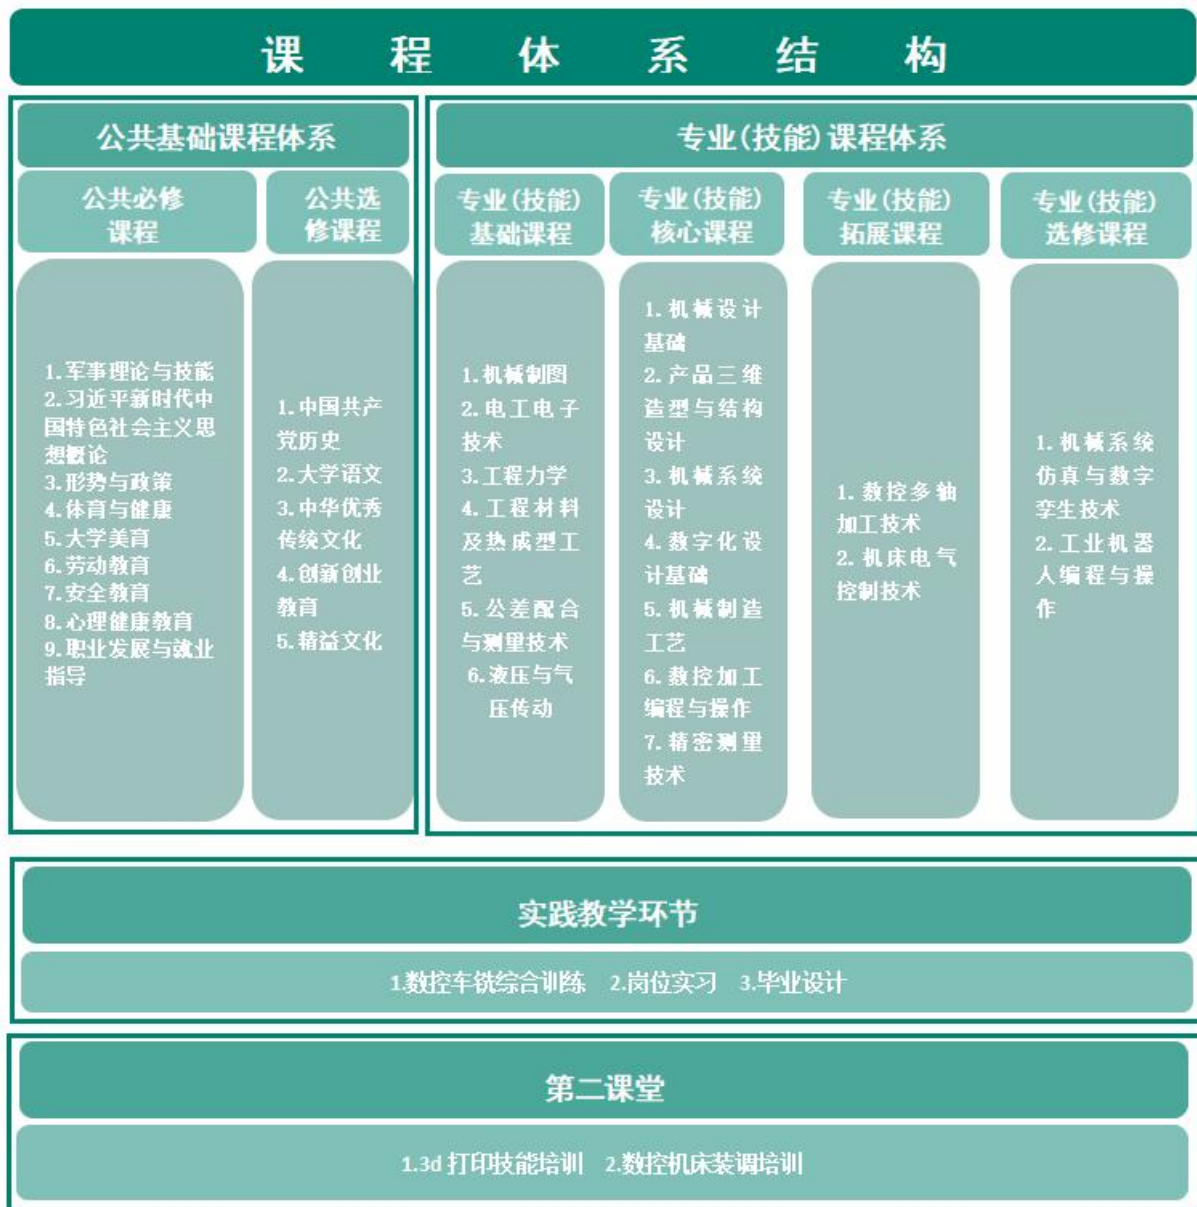 课程体系结构
公共基础课程体系
公共必修
课程
1.军事理论与技能
2.习近平新时代中
国特色社会主义思
想概论
3.形势与政策
4.体育与健康
5.大学美育
6.劳动教育
7.安全教育
8.心理健康教育
9.职业发展与就业
指导
公共选
修课程
1.中国共产
党历史
2.大学语文
3.中华优秀
传统文化
4.创新创业
教育
5.精益文化
专业(技能)课程体系
专业(技能)
基础课程
1.机械制图
2.电工电子
技术
3.工程力学
4.工程材料
及热成型工
艺
5.公差配合
与测量技术
6.液压与气
压传动
专业(技能)
核心课程
1.机械设计
基础
2.产品三维
造型与结构
设计
3.机械系统
设计
4.数字化设
计基础
5.机械制造
工艺
6.数控加工
编程与操作
7.精密测量
技术
专业(技能)
拓展课程
1.数控多轴
加工技术
2.机床电气
控制技术
专业(技能)
选修课程
1.机械系统
仿真与数字
孪生技术
2.工业机器
人编程与操
作
实践教学环节
1.数控车铣综合训练 2.岗位实习 3.毕业设计
第二课堂
1.3d 打印技能培训 2.数控机床装调培训